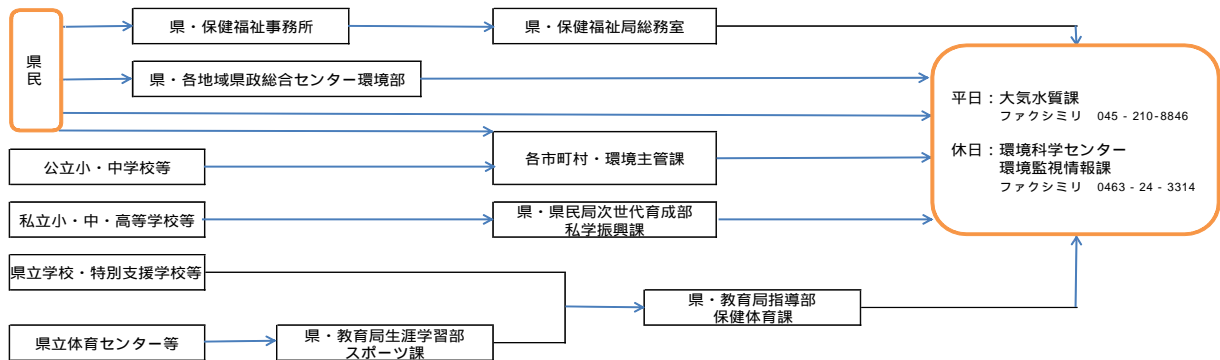 県・保健福祉事務所
県・保健福祉局総務室
県
民
県・各地域県政総合センター環境部
平日：大気水質課
ファクシミリ　045 - 210-8846
休日：環境科学センター
環境監視情報課
ファクシミリ　0463 - 24 - 3314
各市町村・環境主管課
公立小・中学校等
私立小・中・高等学校等
県・県民局次世代育成部
私学振興課
県立学校・特別支援学校等
県・教育局指導部
保健体育課
県立体育センター等
県・教育局生涯学習部
スポーツ課